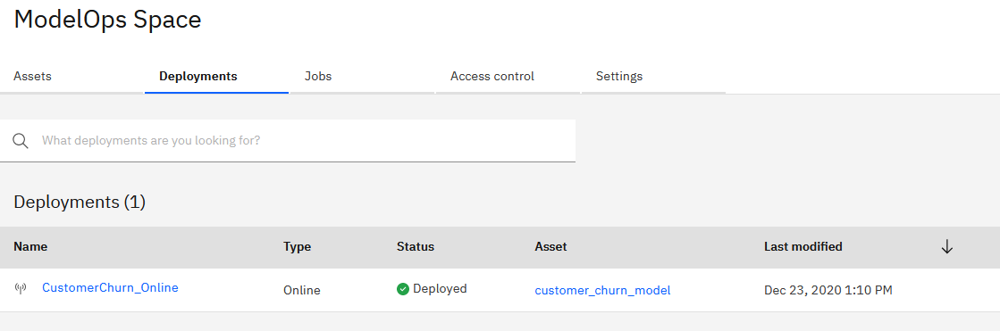 ModelOps Space
Assets Deployments Jobs Access control Settings
What deployments are you looking for?
Deployments (1)
Name Type Status Asset Last modified
CustomerChurn_Online Online Deployed customer_churn_model Dec 23, 2020 1:10 PM